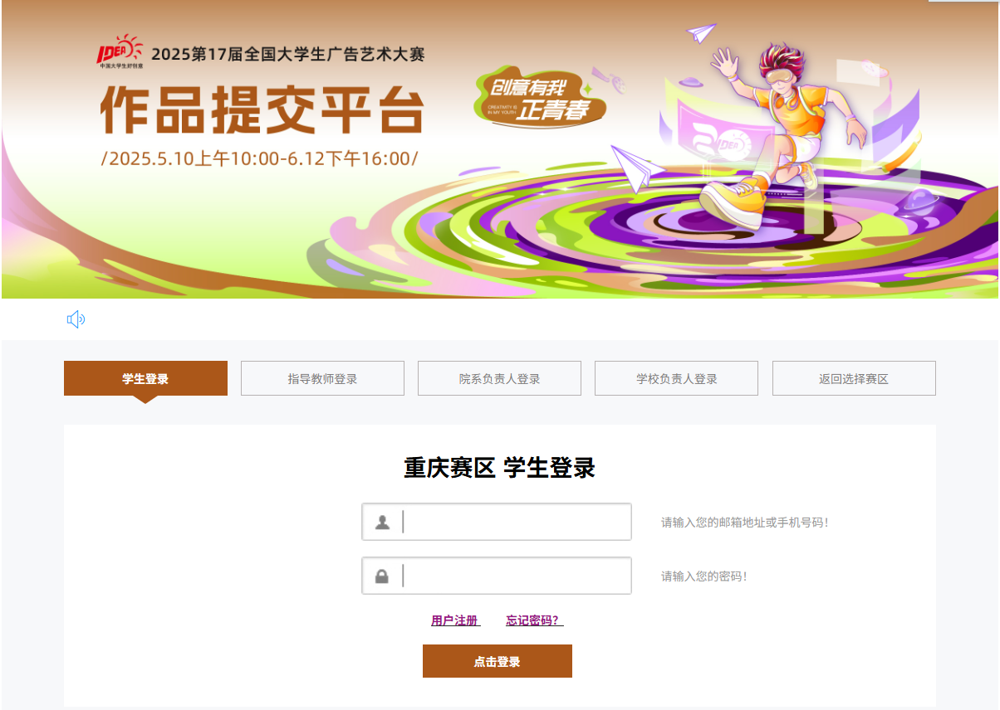 IDEA
中国大学生好创意
2025第17届全国大学生广告艺术大赛
作品提交平台
/2025.5.10上午10:00-6.12下午16:00/
创意有我
CREATIVITY IS
IN MY YOUTH
正青春
20
IDEA
学生登录
指导教师登录
院系负责人登录
学校负责人登录
返回选择赛区
重庆赛区 学生登录
请输入您的邮箱地址或手机号码！
请输入您的密码！
用户注册
忘记密码？
点击登录